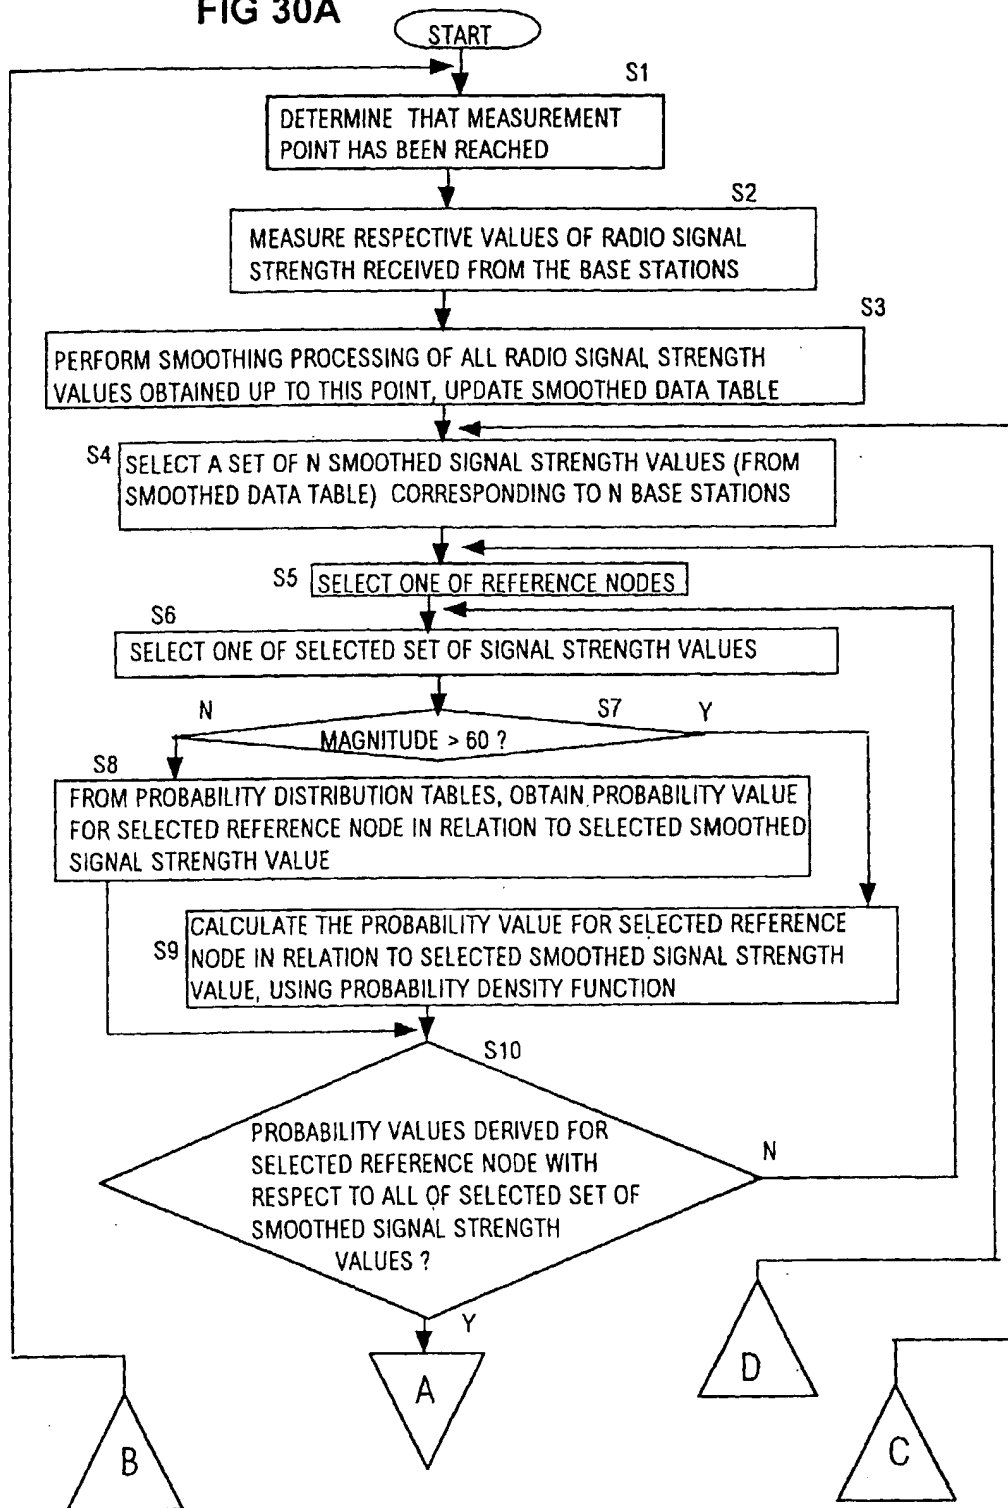 FIG 30A
START
S1
DETERMINE THAT MEASUREMENT
POINT HAS BEEN REACHED
S2
MEASURE RESPECTIVE VALUES OF RADIO SIGNAL
STRENGTH RECEIVED FROM THE BASE STATIONS
S3
PERFORM SMOOTHING PROCESSING OF ALL RADIO SIGNAL STRENGTH
VALUES OBTAINED UP TO THIS POINT, UPDATE SMOOTHED DATA TABLE
S4
SELECT A SET OF N SMOOTHED SIGNAL STRENGTH VALUES (FROM
SMOOTHED DATA TABLE) CORRESPONDING TO N BASE STATIONS
S5
SELECT ONE OF REFERENCE NODES
S6
SELECT ONE OF SELECTED SET OF SIGNAL STRENGTH VALUES
N
S7
Y
MAGNITUDE > 60 ?
S8
FROM PROBABILITY DISTRIBUTION TABLES, OBTAIN PROBABILITY VALUE
FOR SELECTED REFERENCE NODE IN RELATION TO SELECTED SMOOTHED
SIGNAL STRENGTH VALUE
S9
CALCULATE THE PROBABILITY VALUE FOR SELECTED REFERENCE
NODE IN RELATION TO SELECTED SMOOTHED SIGNAL STRENGTH
VALUE, USING PROBABILITY DENSITY FUNCTION
S10
PROBABILITY VALUES DERIVED FOR
SELECTED REFERENCE NODE WITH
RESPECT TO ALL OF SELECTED SET OF
SMOOTHED SIGNAL STRENGTH
VALUES ?
N
Y
A
D
B
C